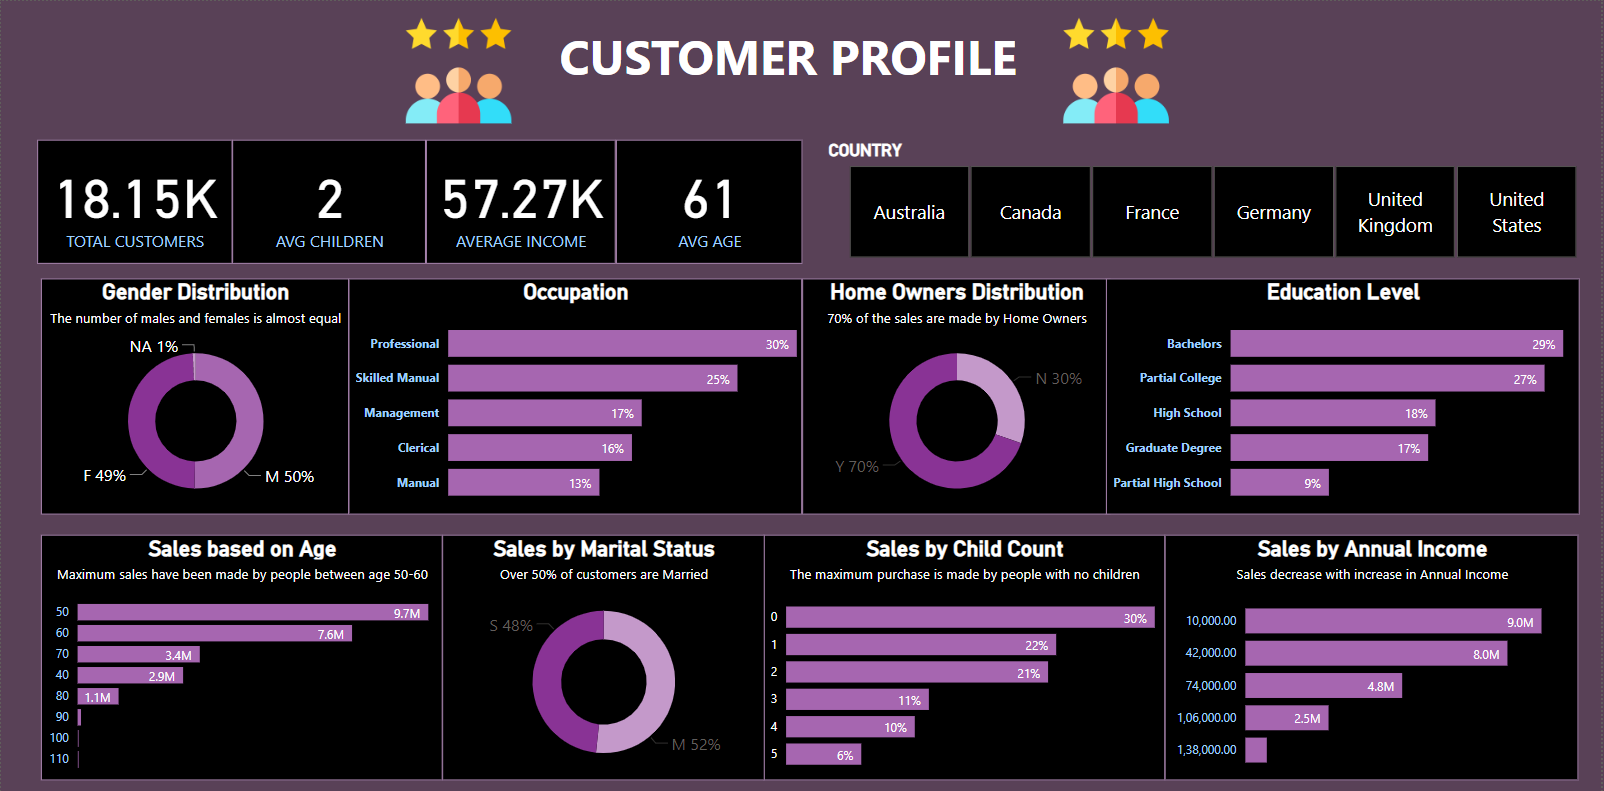 CUSTOMER PROFILE
18.15K
TOTAL CUSTOMERS
2
AVG CHILDREN
57.27K
AVERAGE INCOME
61
AVG AGE
COUNTRY
Australia
Canada
France
Germany
United
Kingdom
United
States
Gender Distribution
The number of males and females is almost equal
NA 1%
F 49%
M 50%
Occupation
Professional 30%
Skilled Manual 25%
Management 17%
Clerical 16%
Manual 13%
Home Owners Distribution
70% of the sales are made by Home Owners
N 30%
Y 70%
Education Level
Bachelors 29%
Partial College 27%
High School 18%
Graduate Degree 17%
Partial High School 9%
Sales based on Age
Maximum sales have been made by people between age 50-60
50 9.7M
60 7.6M
70 3.4M
40 2.9M
80 1.1M
90
100
110
Sales by Marital Status
Over 50% of customers are Married
S 48%
M 52%
Sales by Child Count
The maximum purchase is made by people with no children
0 30%
1 22%
2 21%
3 11%
4 10%
5 6%
Sales by Annual Income
Sales decrease with increase in Annual Income
10,000.00 9.0M
42,000.00 8.0M
74,000.00 4.8M
1,06,000.00 2.5M
1,38,000.00